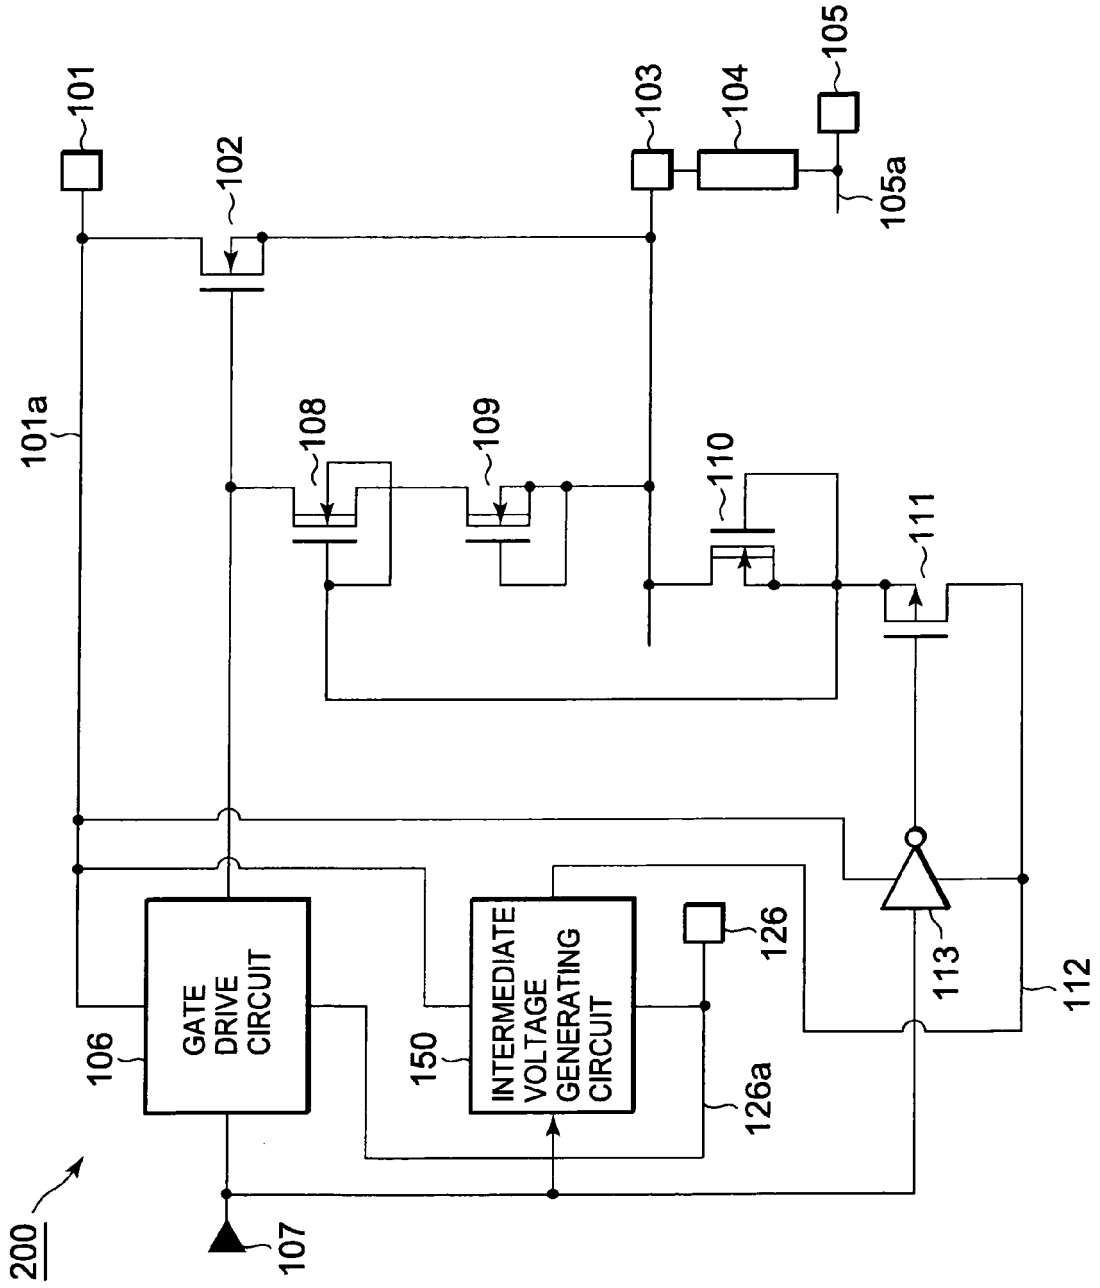 200
107
106
GATE
DRIVE
CIRCUIT
150
INTERMEDIATE
VOLTAGE
GENERATING
CIRCUIT
126
126a
113
112
101a
101
102
108
109
110
111
103
104
105
105a